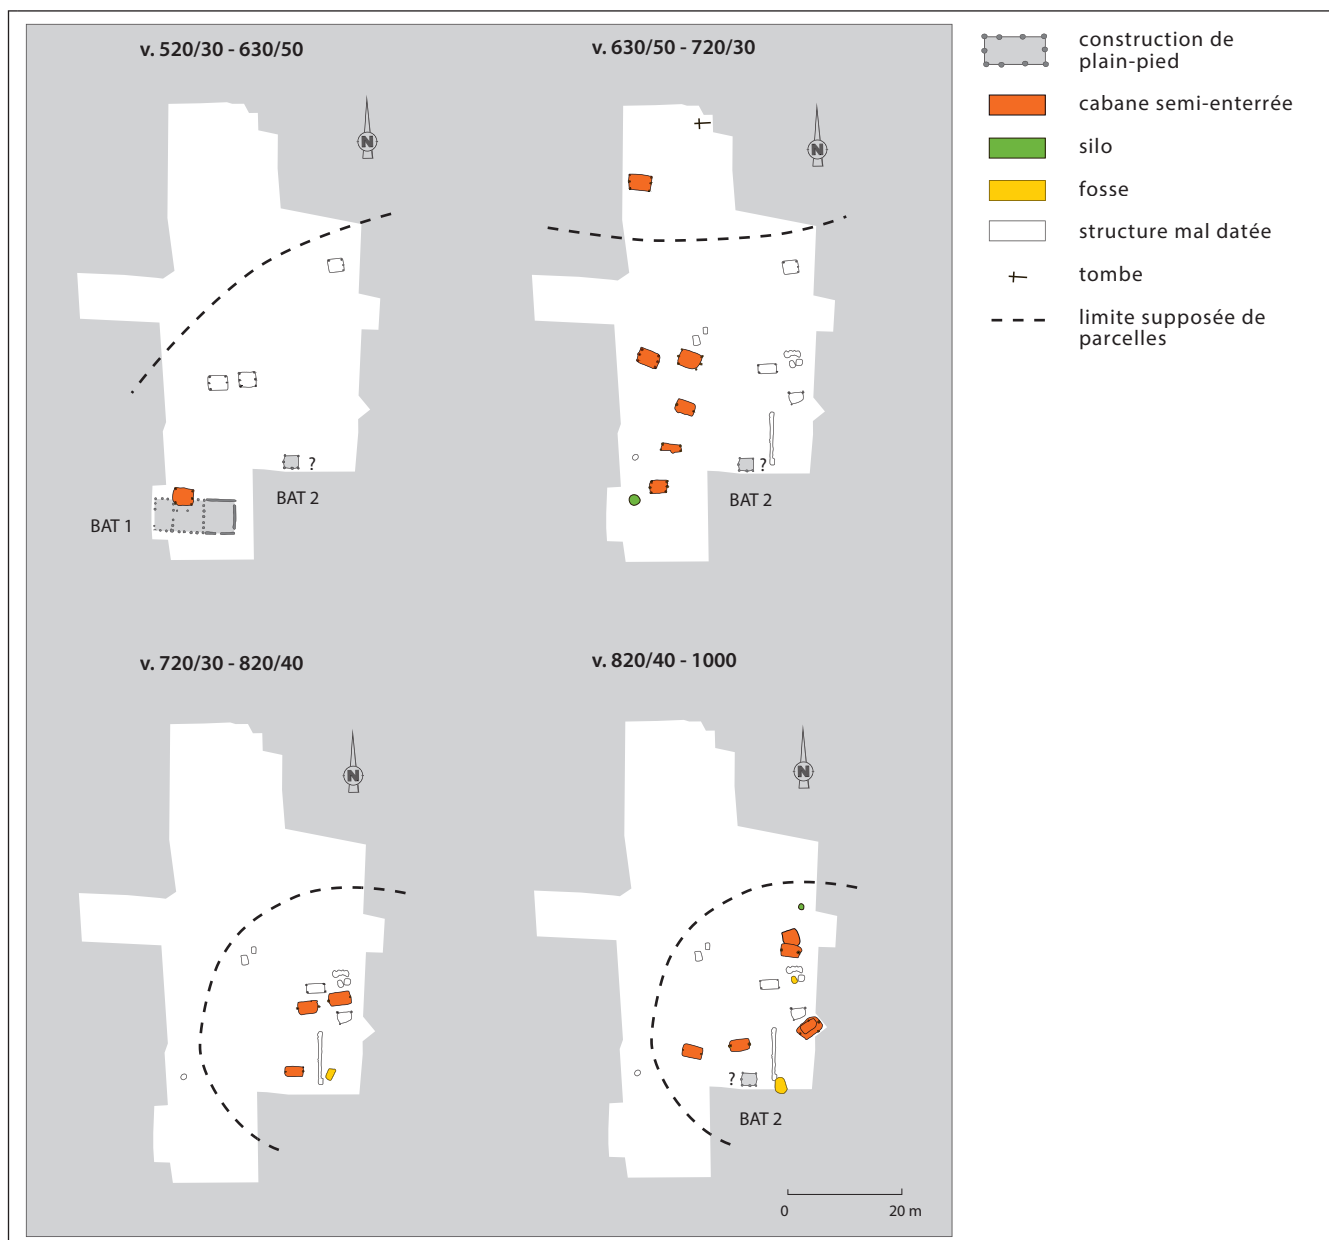 v. 520/30 - 630/50
N
?
BAT 2
BAT 1
v. 630/50 - 720/30
N
?
BAT 2
v. 720/30 - 820/40
N
v. 820/40 - 1000
N
?
BAT 2
0
20 m
construction de
plain-pied
cabane semi-enterrée
silo
fosse
structure mal datée
tombe
limite supposée de
parcelles